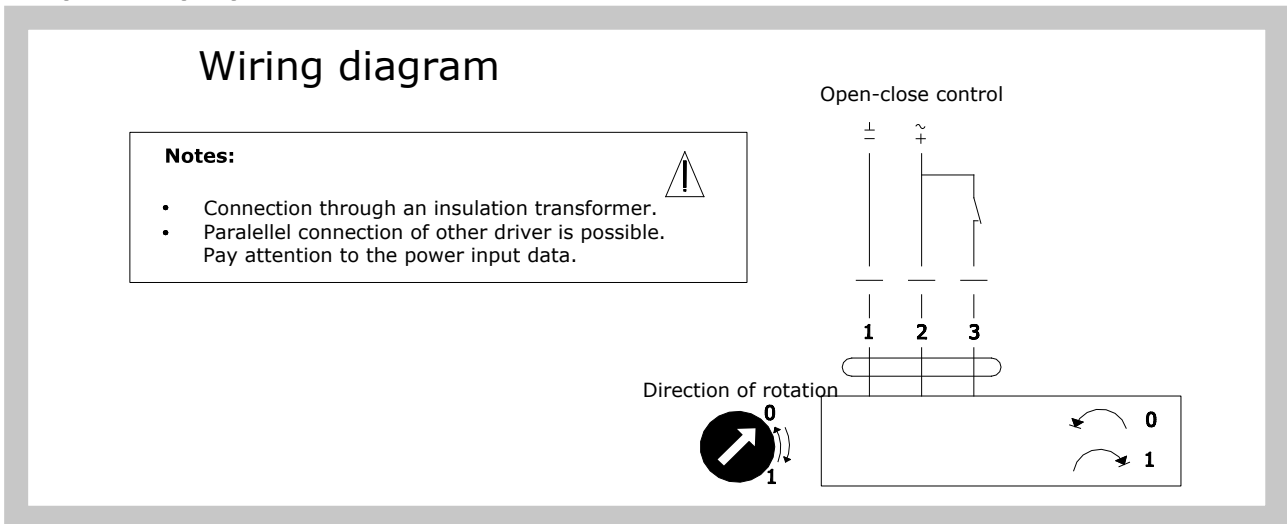 Wiring diagram
Open-close control
⊥ ~
− +
Notes:
• Connection through an insulation transformer.
• Paralellel connection of other driver is possible.
Pay attention to the power input data.
1 2 3
Direction of rotation
0
1
0
1